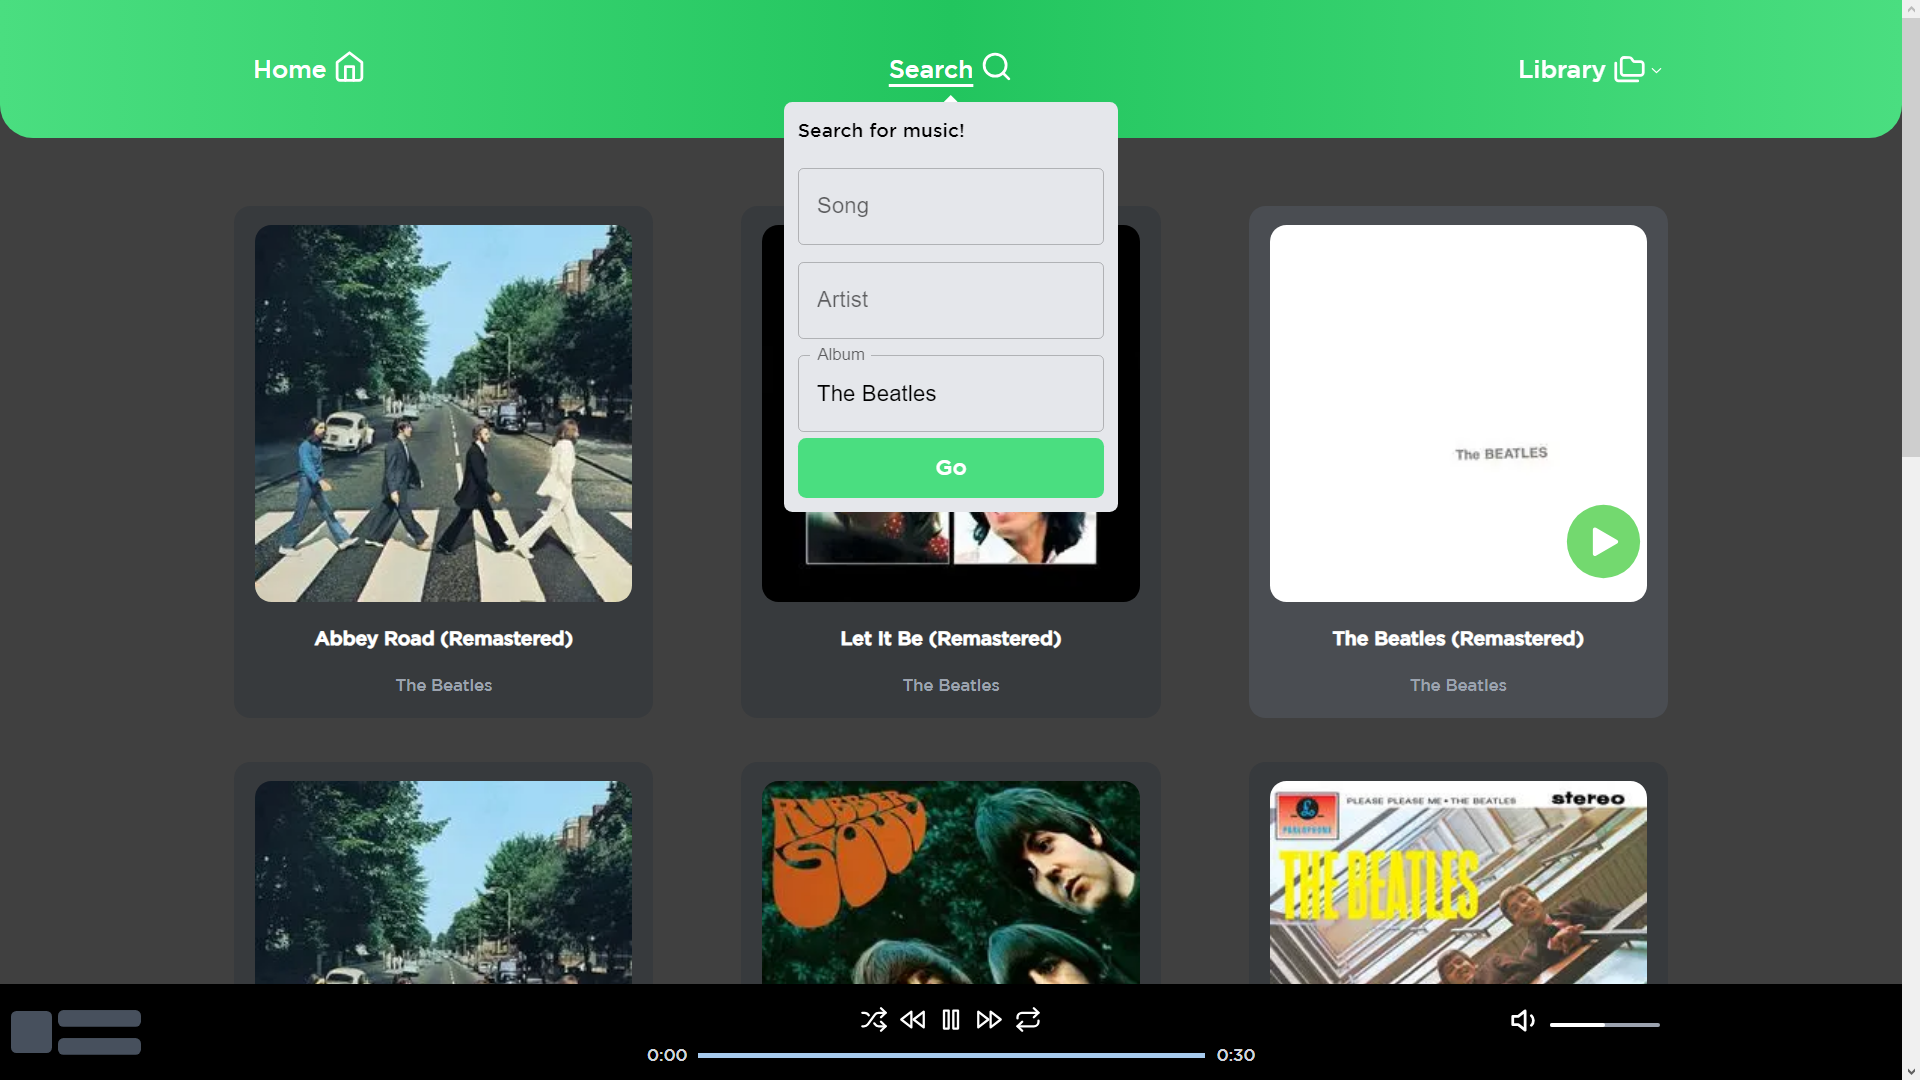 Home
Search
Library
Search for music!
Song
Artist
Album
The Beatles
Go
The BEATLES
Abbey Road (Remastered)
The Beatles
Let It Be (Remastered)
The Beatles
The Beatles (Remastered)
The Beatles
RUBBER
SOUL
PLEASE PLEASE ME • THE BEATLES
stereo
PARLOPHONE
THE BEATLES
0:00
0:30